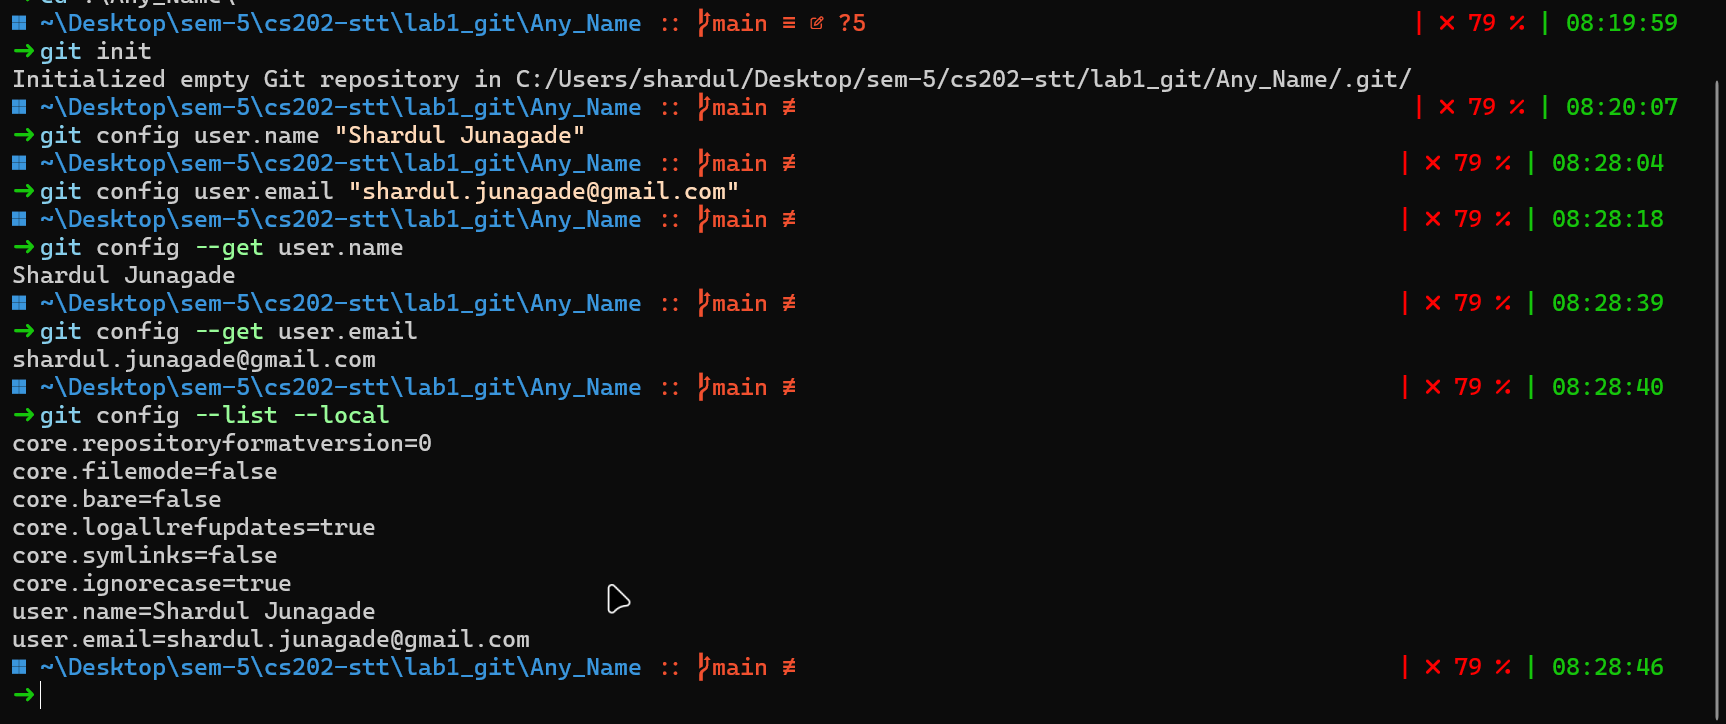 ~\Desktop\sem-5\cs202-stt\lab1_git\Any_Name :: main ≡ ?5 | × 79 % | 08:19:59
→git init
Initialized empty Git repository in C:/Users/shardul/Desktop/sem-5/cs202-stt/lab1_git/Any_Name/.git/
~\Desktop\sem-5\cs202-stt\lab1_git\Any_Name :: main ≢ | × 79 % | 08:20:07
→git config user.name "Shardul Junagade"
~\Desktop\sem-5\cs202-stt\lab1_git\Any_Name :: main ≢ | × 79 % | 08:28:04
→git config user.email "shardul.junagade@gmail.com"
~\Desktop\sem-5\cs202-stt\lab1_git\Any_Name :: main ≢ | × 79 % | 08:28:18
→git config --get user.name
Shardul Junagade
~\Desktop\sem-5\cs202-stt\lab1_git\Any_Name :: main ≢ | × 79 % | 08:28:39
→git config --get user.email
shardul.junagade@gmail.com
~\Desktop\sem-5\cs202-stt\lab1_git\Any_Name :: main ≢ | × 79 % | 08:28:40
→git config --list --local
core.repositoryformatversion=0
core.filemode=false
core.bare=false
core.logallrefupdates=true
core.symlinks=false
core.ignorecase=true
user.name=Shardul Junagade
user.email=shardul.junagade@gmail.com
~\Desktop\sem-5\cs202-stt\lab1_git\Any_Name :: main ≢ | × 79 % | 08:28:46
→